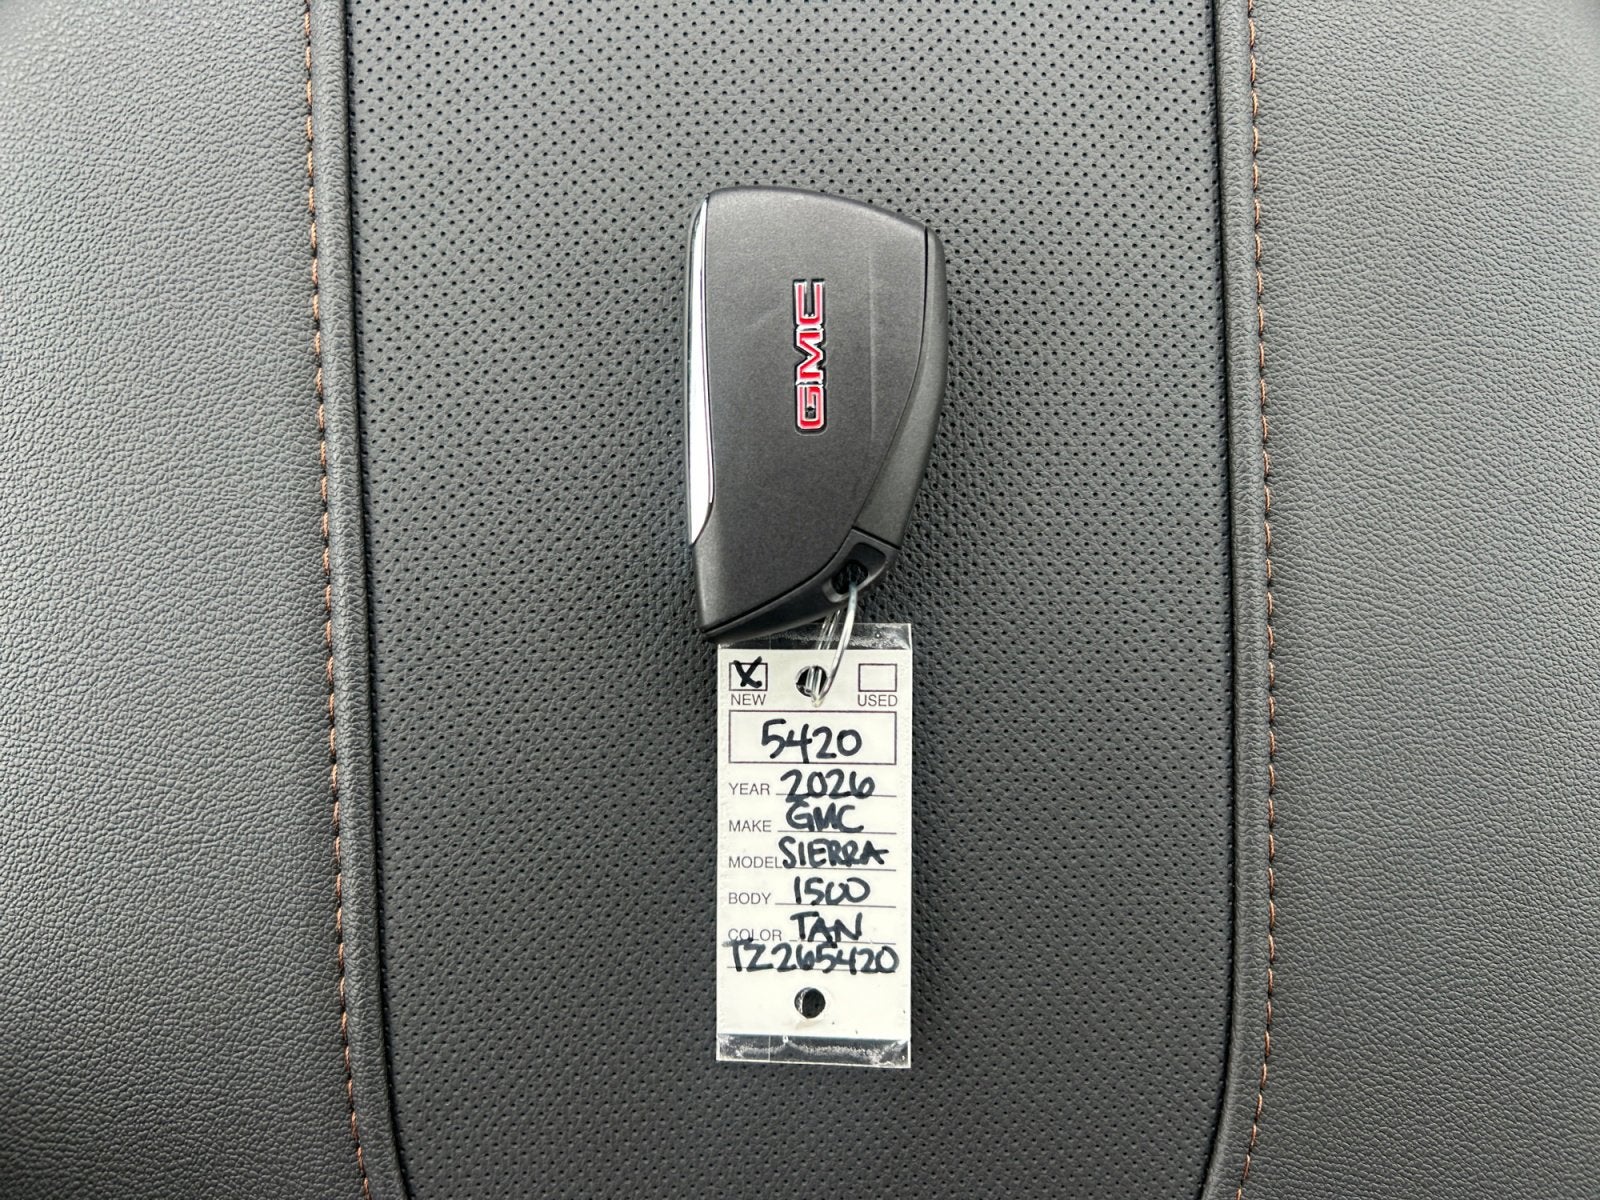 GMC
X
NEW USED
5420
YEAR 2026
MAKE GMC
MODEL SIERRA
BODY 1500
COLOR TAN
TZ265420